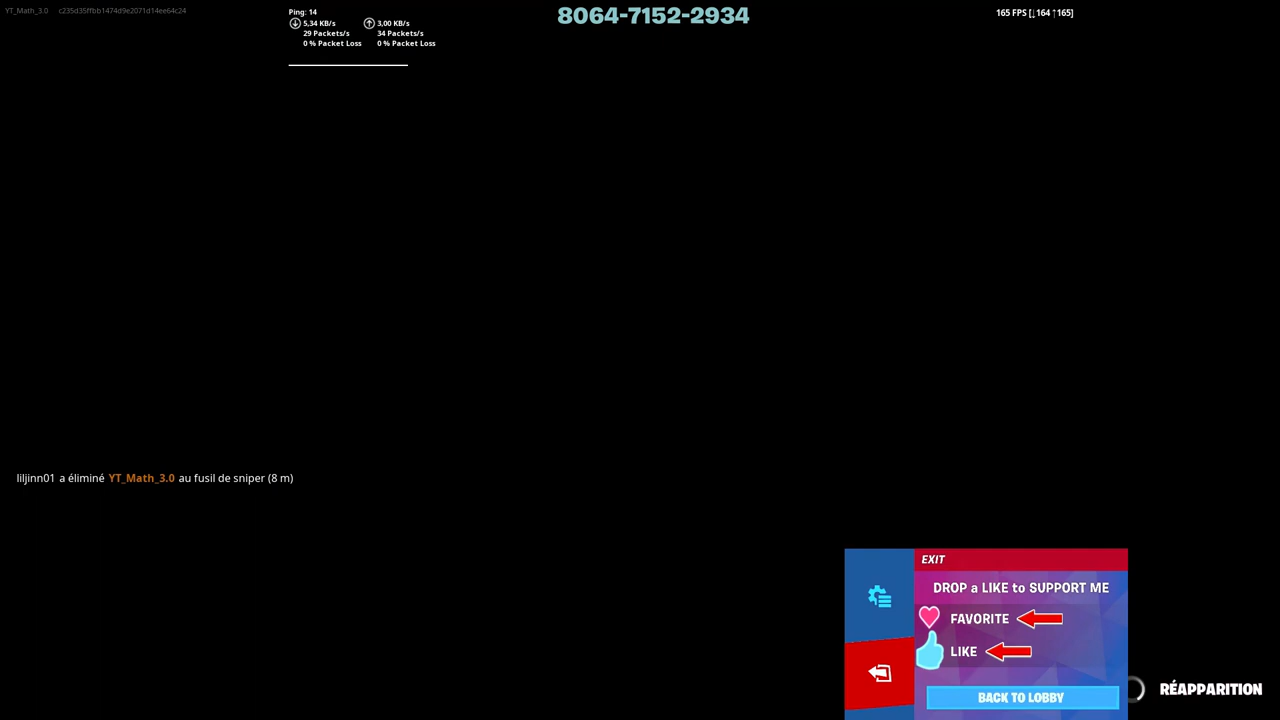 YT_Math_3.0 c235d35ffbb1474d9e2071d14ee64c24
Ping: 14
5,34 KB/s 3,00 KB/s
29 Packets/s 34 Packets/s
0 % Packet Loss 0 % Packet Loss
8064-7152-2934
165 FPS [↓164 ↑165]
liljinn01 a éliminé YT_Math_3.0 au fusil de sniper (8 m)
EXIT
DROP a LIKE to SUPPORT ME
FAVORITE
LIKE
BACK TO LOBBY
RÉAPPARITION